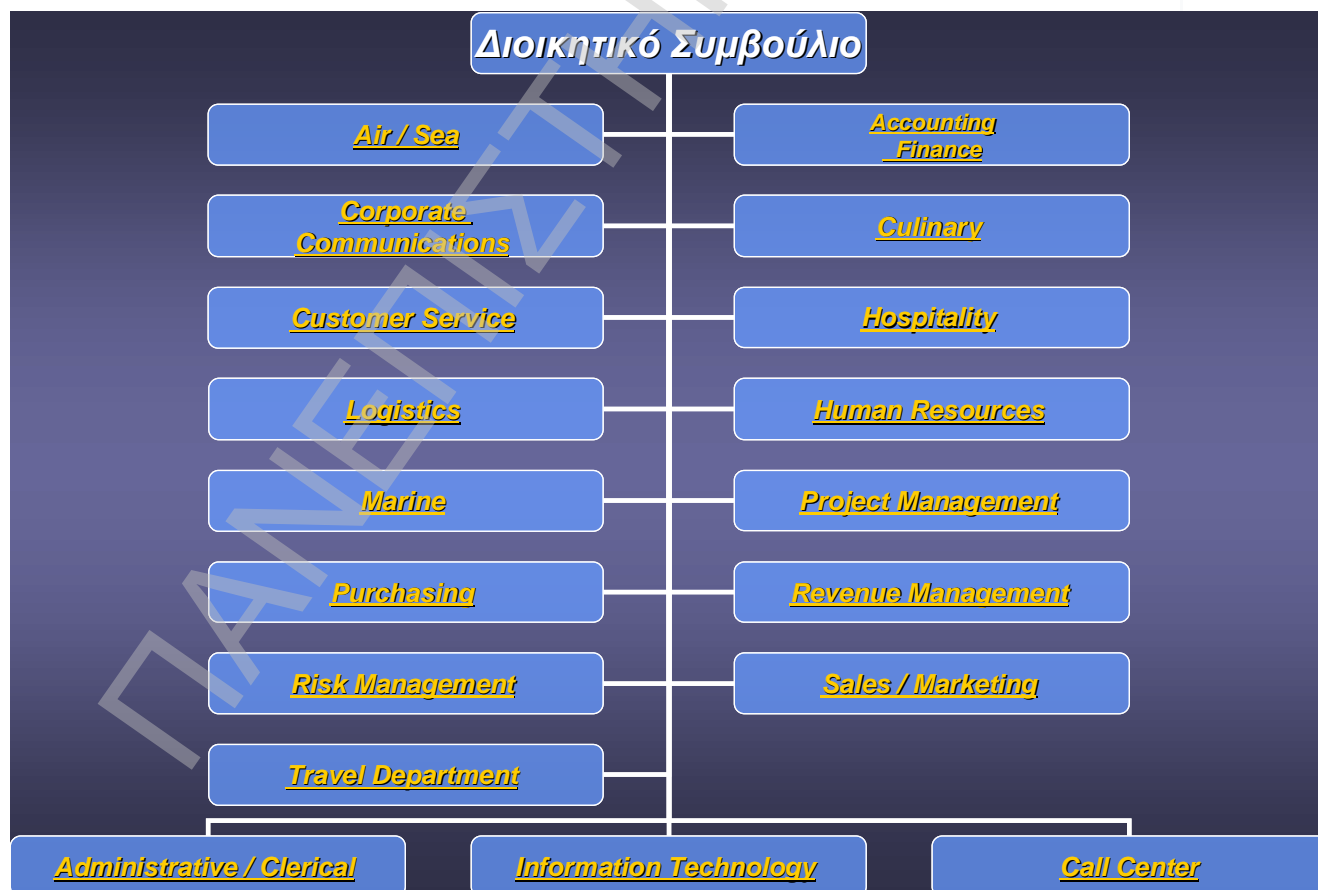 Διοικητικό Συμβούλιο
Air / Sea
Accounting
Finance
Corporate
Communications
Culinary
Customer Service
Hospitality
Logistics
Human Resources
Marine
Project Management
Purchasing
Revenue Management
Risk Management
Sales / Marketing
Travel Department
Administrative / Clerical
Information Technology
Call Center